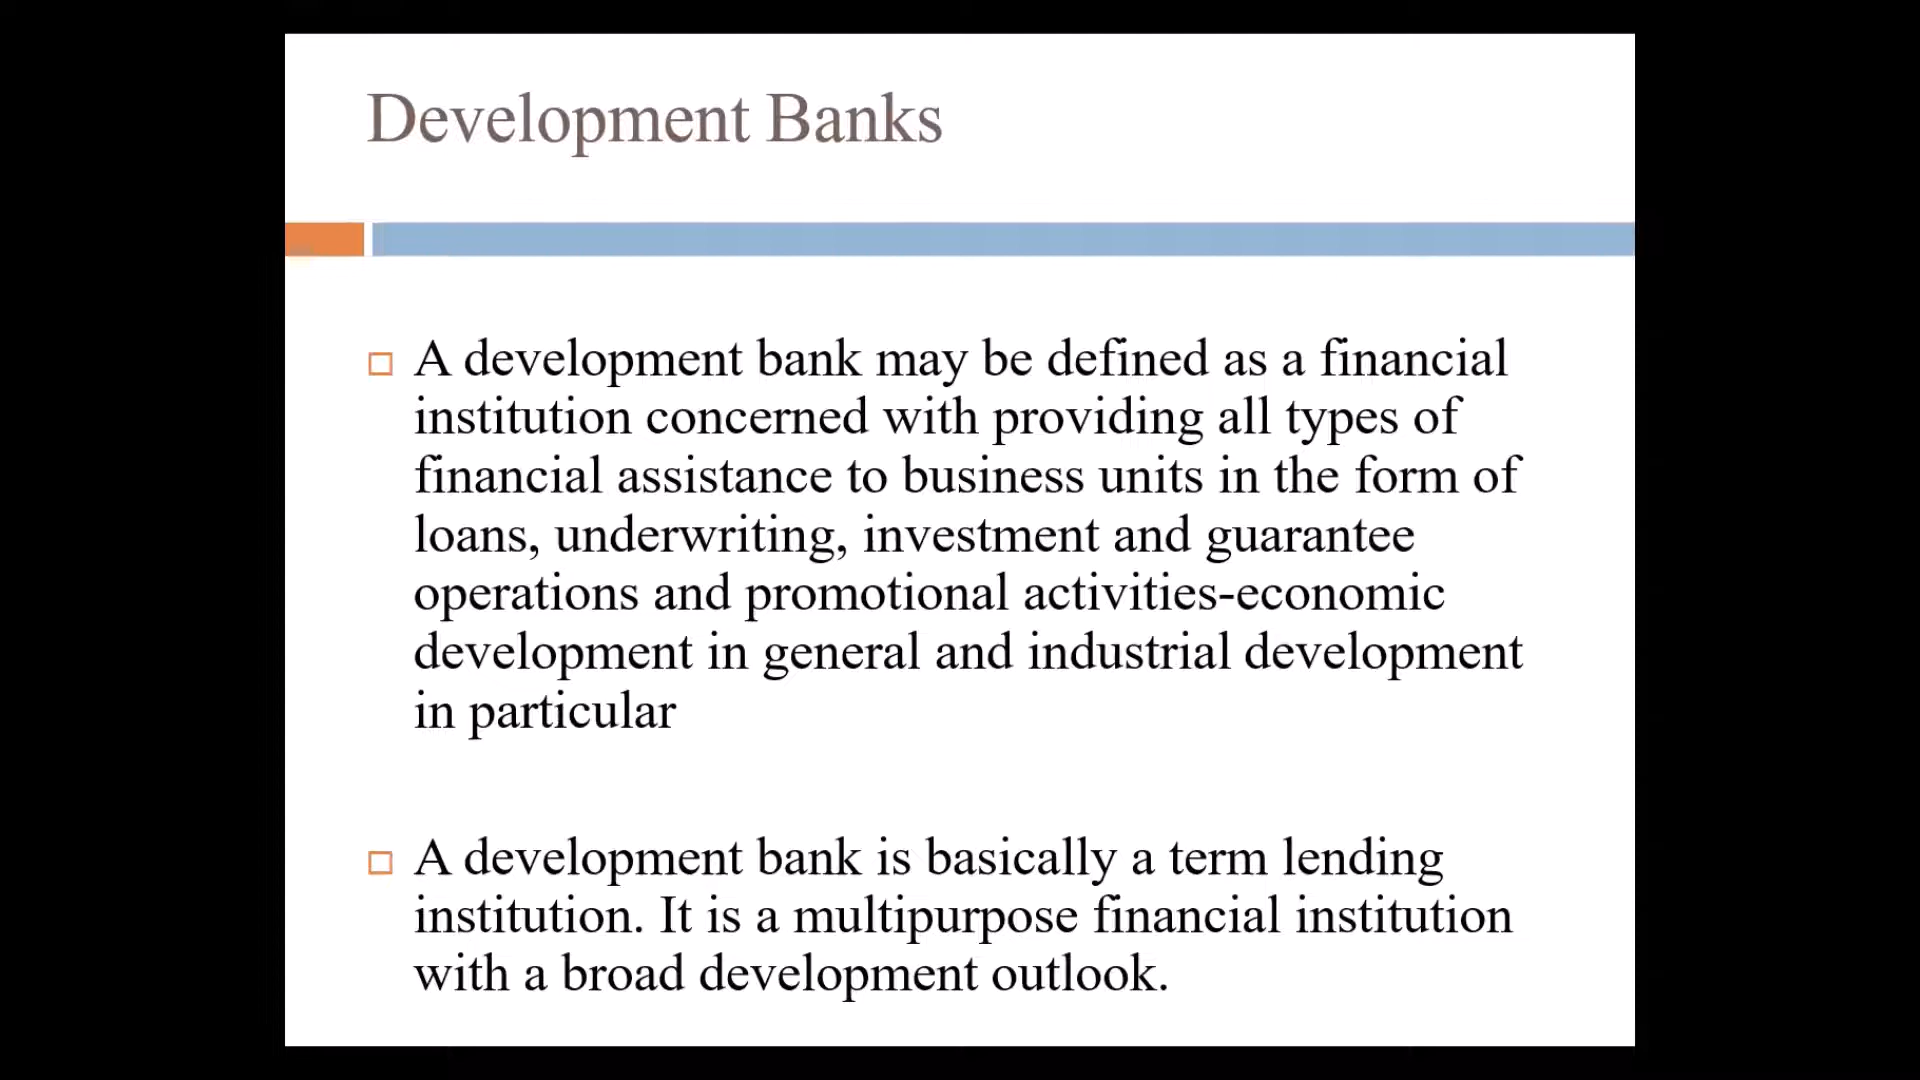 Development Banks
A development bank may be defined as a financial
institution concerned with providing all types of
financial assistance to business units in the form of
loans, underwriting, investment and guarantee
operations and promotional activities-economic
development in general and industrial development
in particular
A development bank is basically a term lending
institution. It is a multipurpose financial institution
with a broad development outlook.